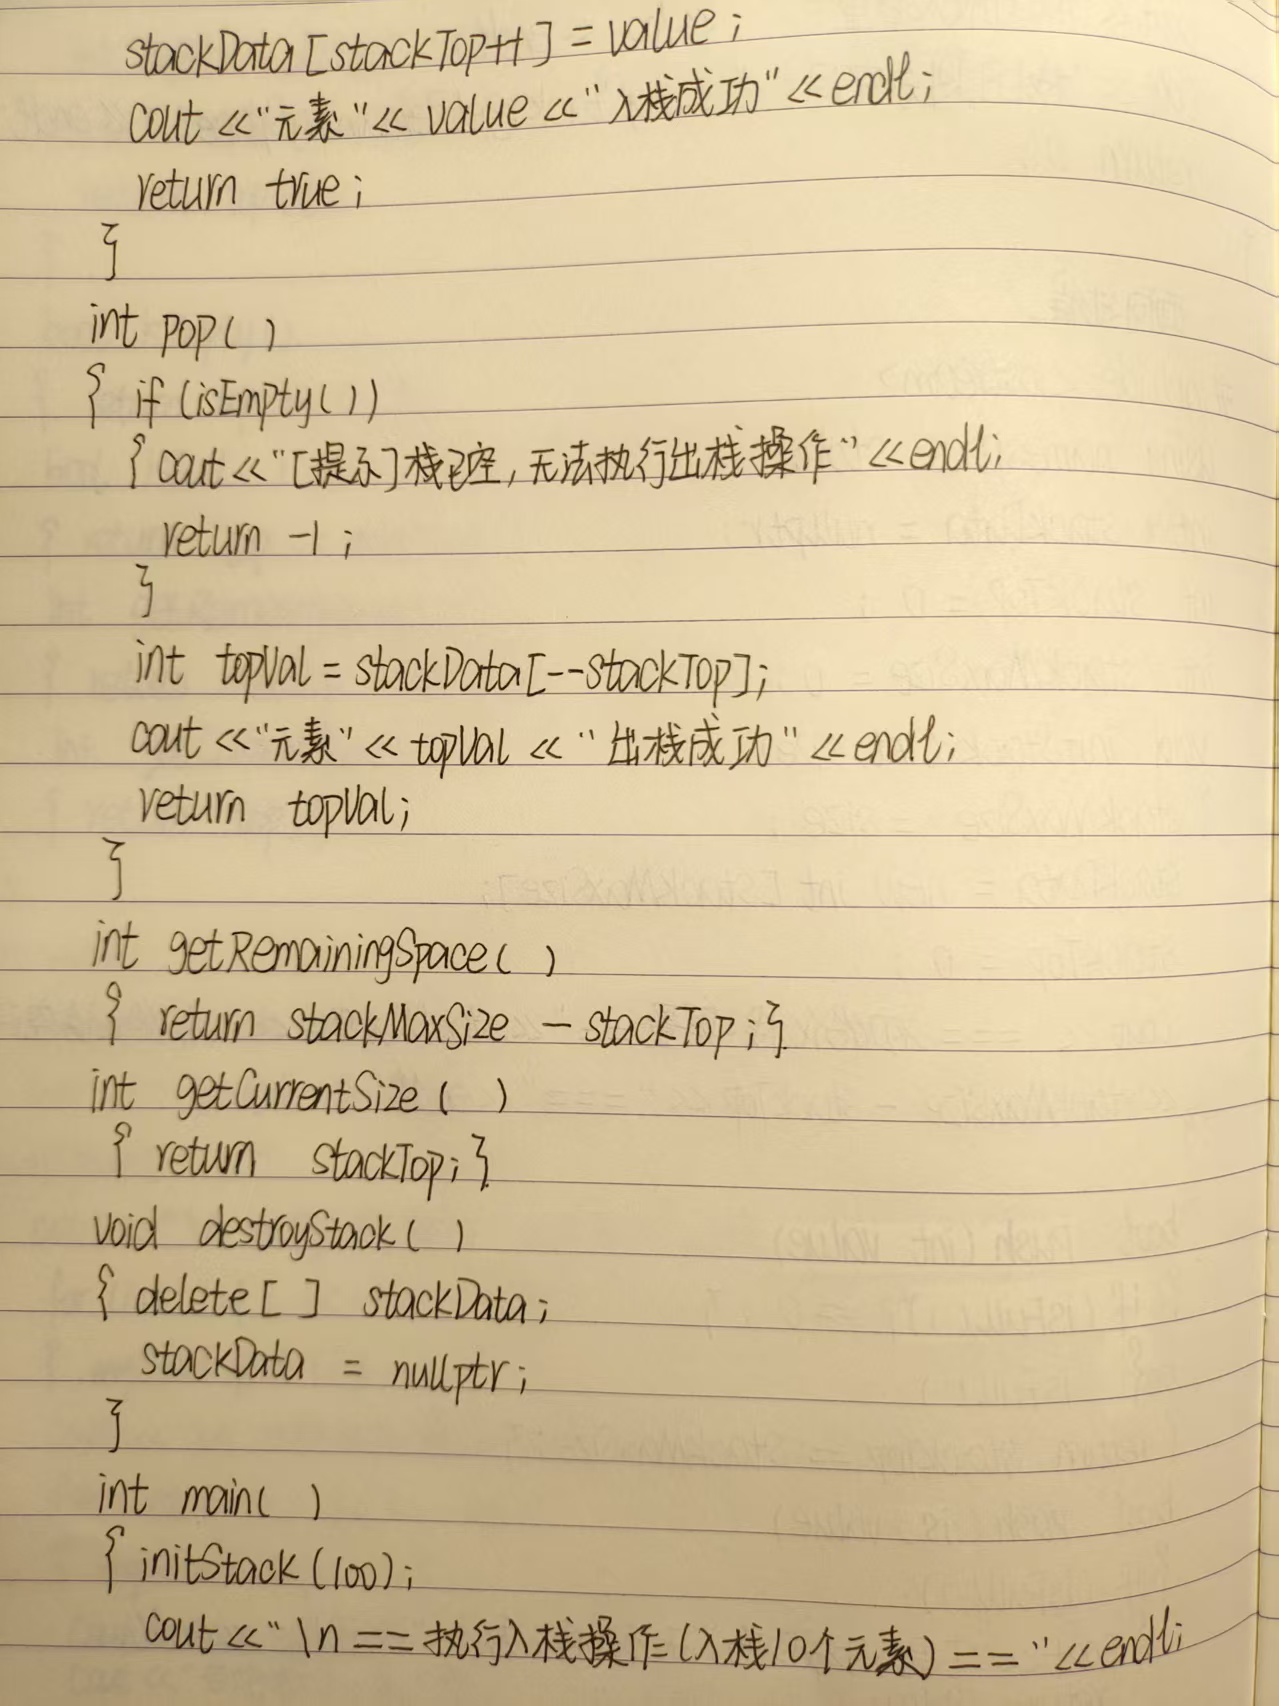 stackData[stackTop++] = value;
cout <<"元素"<< value <<"入栈成功"<<endl;
return true;
}
int pop( )
{ if (isEmpty( ))
{ cout<<"[提示]栈已空,无法执行出栈操作"<<endl;
return -1;
}
int topVal = stackData[--stackTop];
cout <<"元素"<< topVal << "出栈成功"<<endl;
return topVal;
}
int getRemainingSpace( )
{ return stackMaxSize - stackTop;}
int getCurrentSize ( )
{ return stackTop;}
void destroyStack( )
{ delete[ ] stackData;
stackData = nullptr;
}
int main( )
{ initStack(100);
cout<<"\n==执行入栈操作(入栈10个元素)=="<<endl;